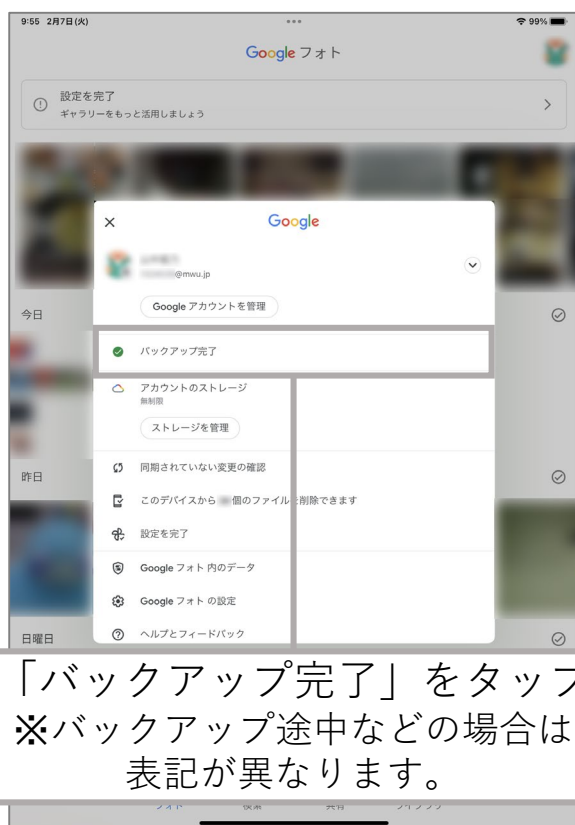 9:55 2月7日(火)
99%
Google フォト
設定を完了
ギャラリーをもっと活用しましょう
Google
@mwu.jp
Google アカウントを管理
今日
バックアップ完了
アカウントのストレージ
無制限
ストレージを管理
同期されていない変更の確認
昨日
このデバイスから 個のファイルを削除できます
設定を完了
Google フォト内のデータ
Google フォト の設定
日曜日
ヘルプとフィードバック
「バックアップ完了」をタップ
※バックアップ途中などの場合は
表記が異なります。